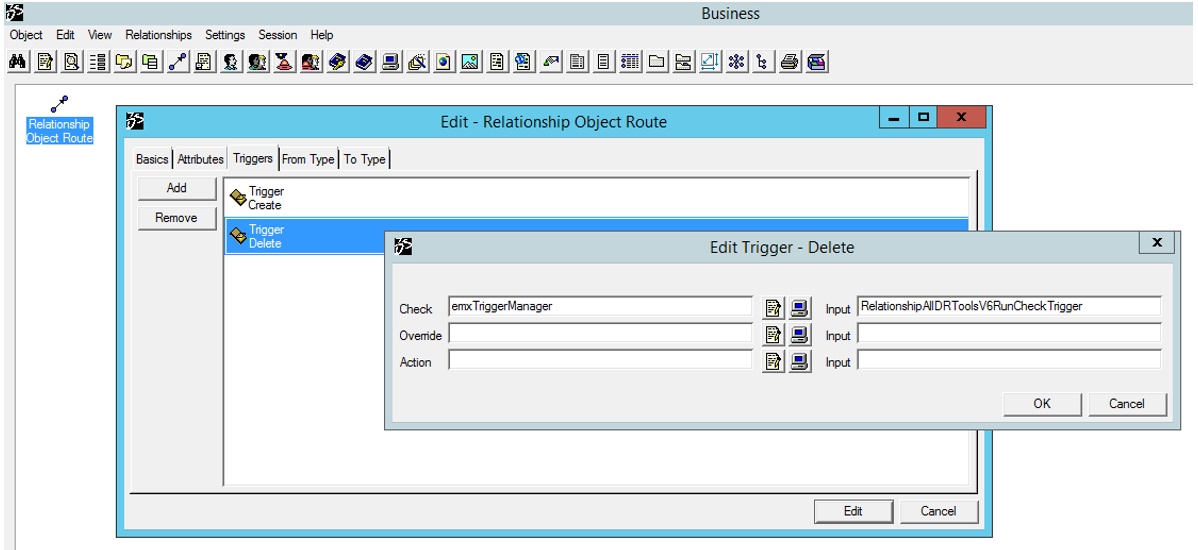 Business
Object Edit View Relationships Settings Session Help
Relationship
Object Route
Edit - Relationship Object Route
Basics Attributes Triggers From Type To Type
Add
Remove
Trigger
Create
Trigger
Delete
Edit Trigger - Delete
Check emxTriggerManager Input RelationshipAllDRToolsV6RunCheckTrigger
Override Input
Action Input
OK Cancel
Edit Cancel